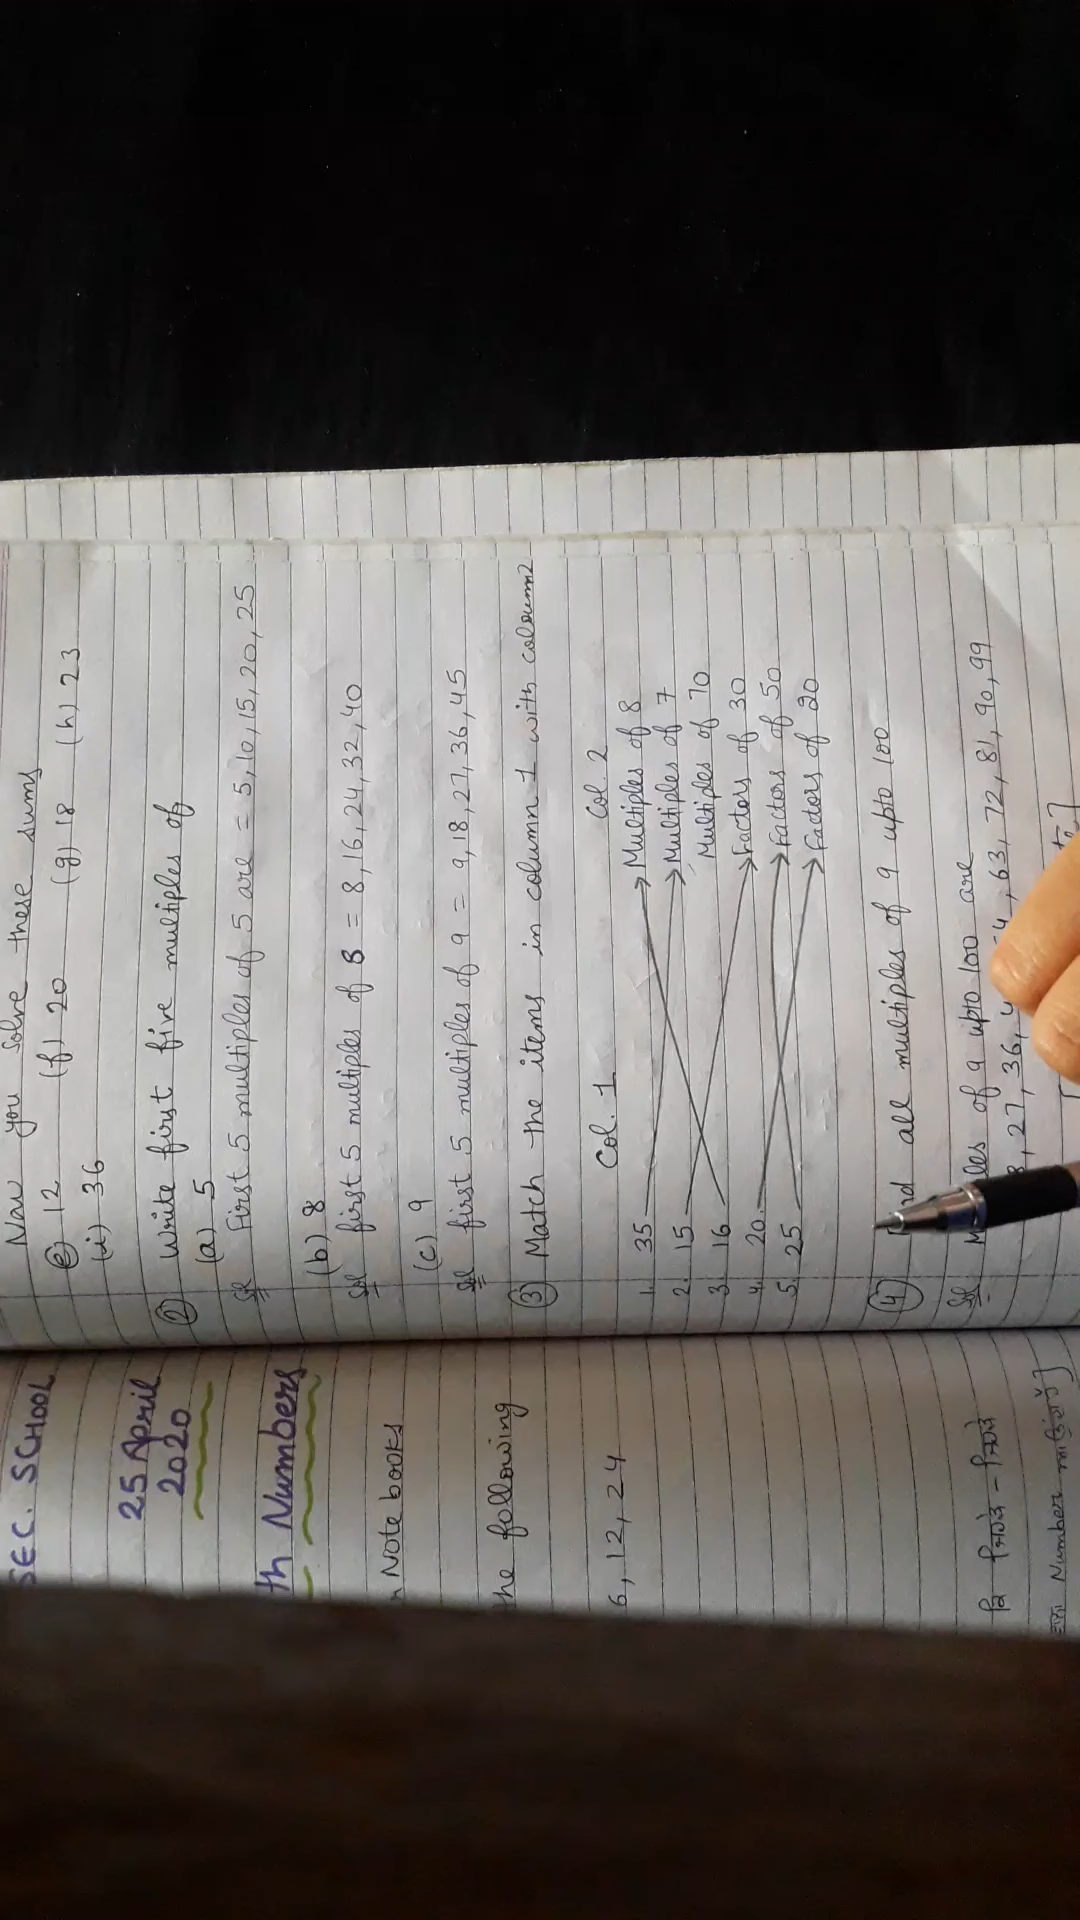 SEC. SCHOOL
25 April
2020
th Numbers
Note books
the following
6, 12, 24
Now you solve these sums
(e) 12 (f) 20 (g) 18 (h) 23
(i) 36
(2) Write first five multiples of
(a) 5
Sol First 5 multiples of 5 are = 5, 10, 15, 20, 25
(b) 8
Sol first 5 multiples of 8 = 8, 16, 24, 32, 40
(c) 9
Sol first 5 multiples of 9 = 9, 18, 27, 36, 45
(3) Match the items in column 1 with coloumn2
Col. 1 Col. 2
1. 35 Multiples of 8
2. 15 Multiples of 7
3. 16 Multiples of 70
4. 20 Factors of 30
5. 25 Factors of 50
Factors of 20
(4) all multiples of 9 upto 100
Sol of 9 upto 100 are
27, 36, 63, 72, 81, 90, 99